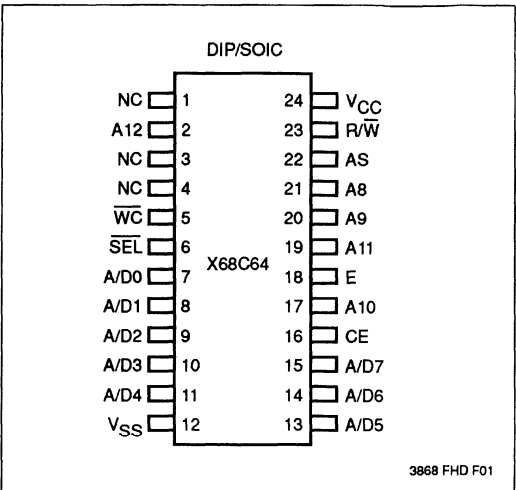 DIP/SOIC
NC 1 24 VCC
A12 2 23 R/W̅
NC 3 22 AS
NC 4 21 A8
W̅C̅ 5 20 A9
S̅E̅L̅ 6 19 A11
X68C64
A/D0 7 18 E
A/D1 8 17 A10
A/D2 9 16 CE
A/D3 10 15 A/D7
A/D4 11 14 A/D6
VSS 12 13 A/D5
3868 FHD F01